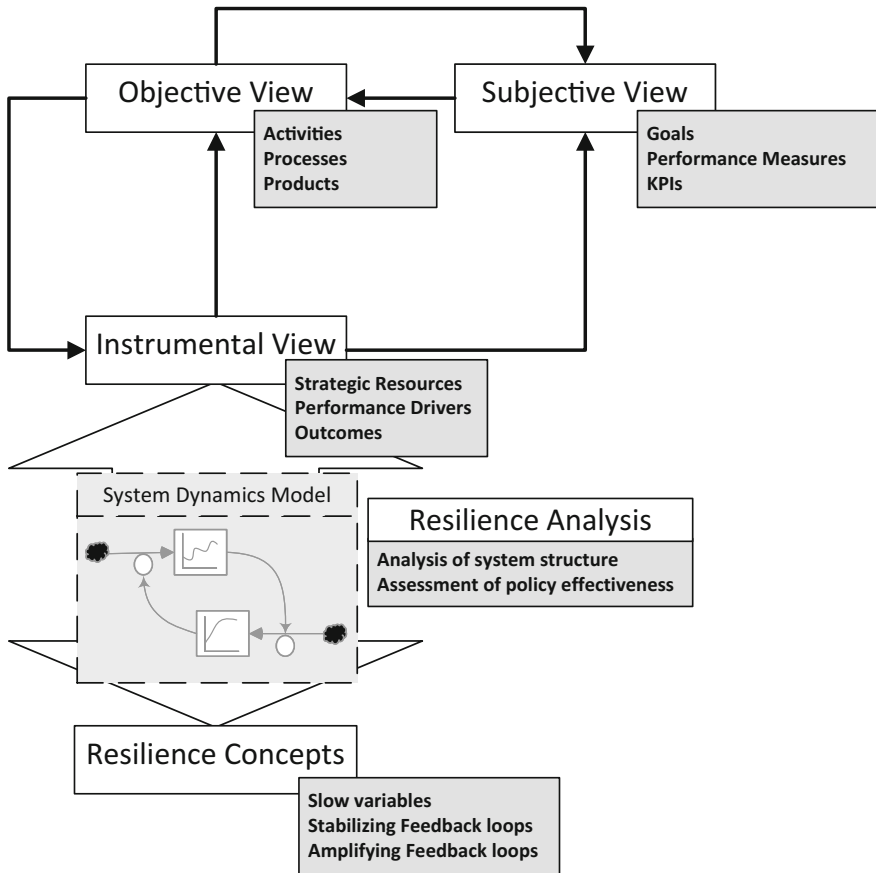 Objective View
Activities
Processes
Products
Subjective View
Goals
Performance Measures
KPIs
Instrumental View
Strategic Resources
Performance Drivers
Outcomes
System Dynamics Model
Resilience Analysis
Analysis of system structure
Assessment of policy effectiveness
Resilience Concepts
Slow variables
Stabilizing Feedback loops
Amplifying Feedback loops